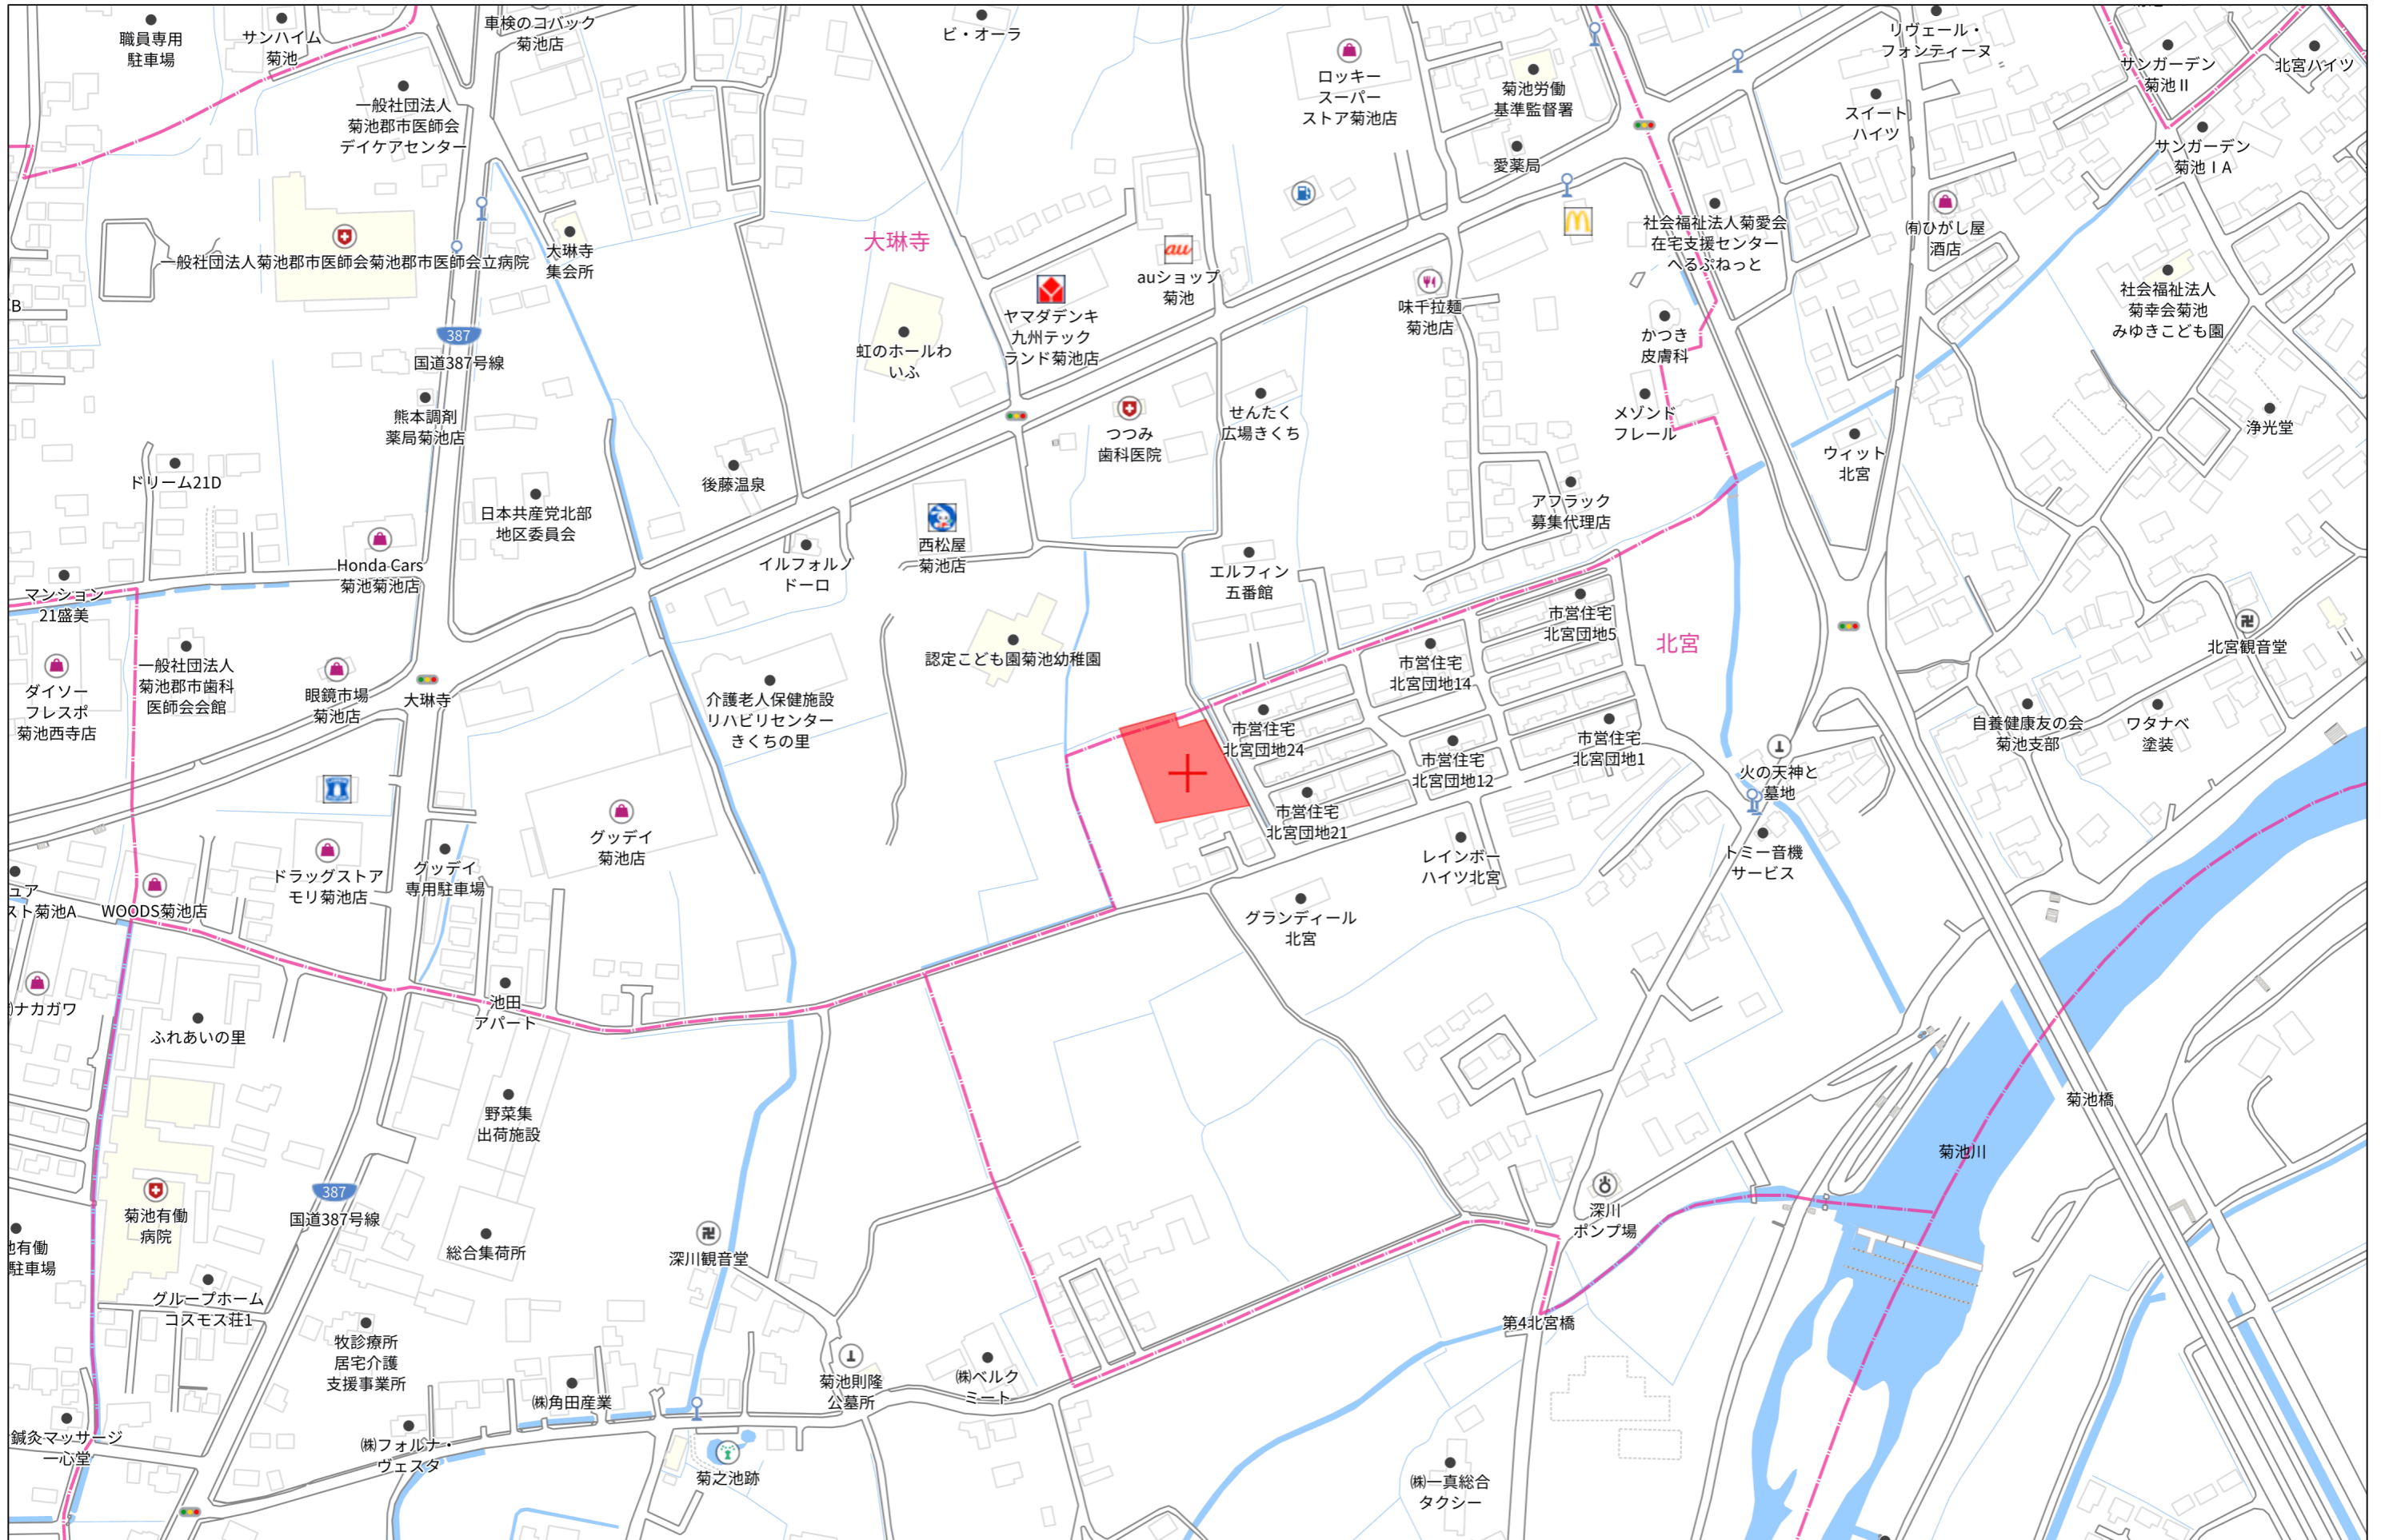 職員専用
駐車場
サンハイム
菊池
車検のコバック
菊池店
ビ・オーラ
ロッキー
スーパー
ストア菊池店
菊池労働
基準監督署
リヴェール・
フォンティーヌ
サンガーデン
菊池Ⅱ
北宮ハイツ
一般社団法人
菊池郡市医師会
デイケアセンター
愛薬局
スイート
ハイツ
サンガーデン
菊池ⅠA
一般社団法人菊池郡市医師会菊池郡市医師会立病院
大琳寺
集会所
大琳寺
au
auショップ
菊池
社会福祉法人菊愛会
在宅支援センター
へるぷねっと
㈲ひがし屋
酒店
B
387
国道387号線
ヤマダデンキ
九州テック
ランド菊池店
虹のホールわ
いふ
味千拉麺
菊池店
かつき
皮膚科
社会福祉法人
菊幸会菊池
みゆきこども園
熊本調剤
薬局菊池店
つつみ
歯科医院
せんたく
広場きくち
メゾンド
フレール
浄光堂
ドリーム21D
後藤温泉
ウィット
北宮
日本共産党北部
地区委員会
アフラック
募集代理店
西松屋
菊池店
Honda Cars
菊池菊池店
イルフォルノ
ドーロ
エルフィン
五番館
マンション
21盛美
市営住宅
北宮団地5
北宮
北宮観音堂
認定こども園菊池幼稚園
市営住宅
北宮団地14
ダイソー
フレスポ
菊池西寺店
一般社団法人
菊池郡市歯科
医師会会館
眼鏡市場
菊池店
大琳寺
介護老人保健施設
リハビリセンター
きくちの里
市営住宅
北宮団地24
市営住宅
北宮団地12
市営住宅
北宮団地1
自養健康友の会
菊池支部
ワタナベ
塗装
火の天神と
墓地
市営住宅
北宮団地21
グッデイ
菊池店
レインボー
ハイツ北宮
トミー音機
サービス
ドラッグストア
モリ菊池店
グッデイ
専用駐車場
ュア
スト菊池A
WOODS菊池店
グランディール
北宮
ナカガワ
ふれあいの里
池田
アパート
野菜集
出荷施設
菊池橋
菊池川
387
国道387号線
菊池有働
病院
総合集荷所
深川観音堂
深川
ポンプ場
池有働
駐車場
グループホーム
コスモス荘1
第4北宮橋
牧診療所
居宅介護
支援事業所
㈱角田産業
菊池則隆
公墓所
㈱ベルク
ミート
鍼灸マッサージ
一心堂
㈱フォルナ・
ヴェスタ
菊之池跡
㈱一真総合
タクシー